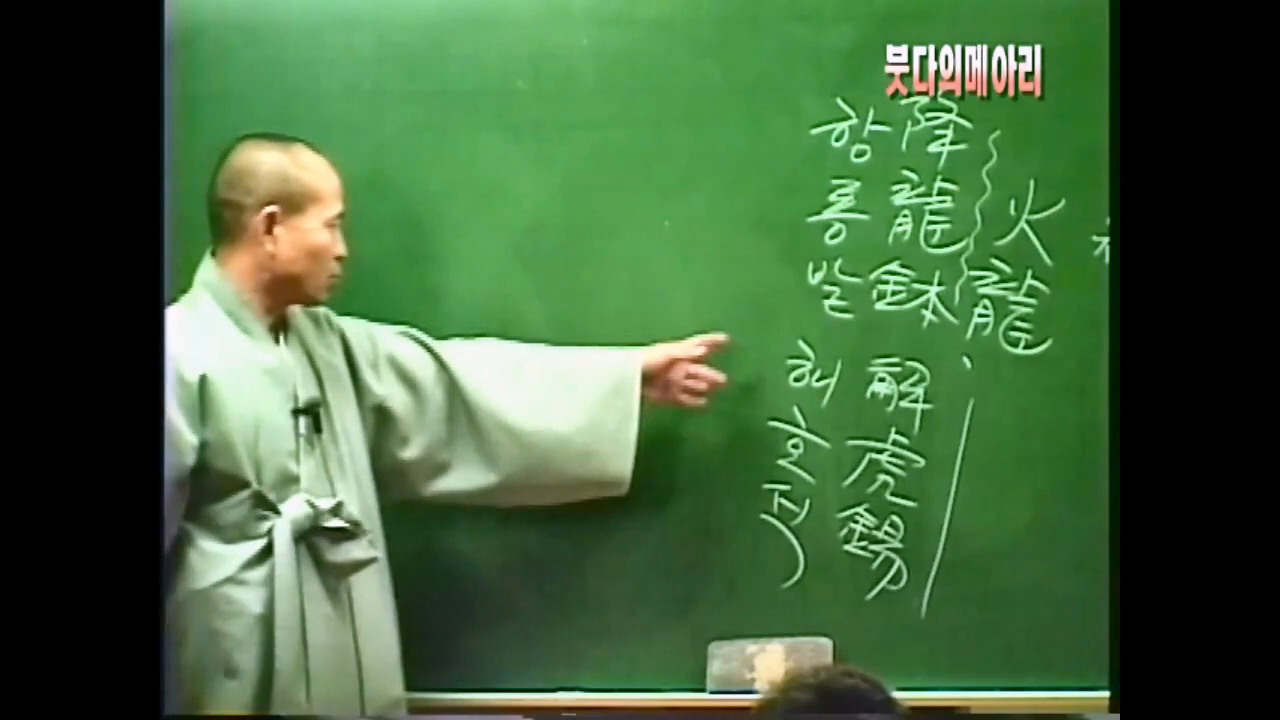 붓다의메아리
항 降
룡 龍 火
발 鉢 龍
해 解
호 虎
錫